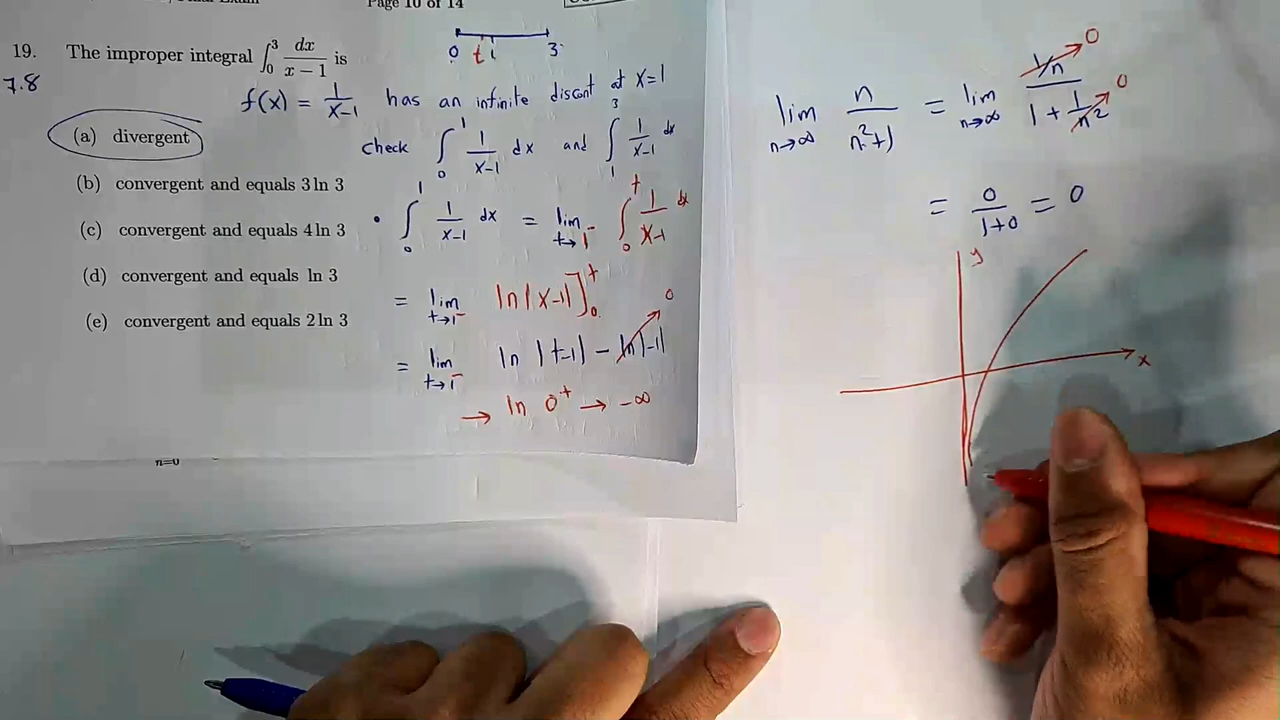 Page 10 of 14
19. The improper integral ∫₀³ dx/(x − 1) is
7.8
0 t 1 3
f(x) = 1/(x-1) has an infinite discont at x=1
(a) divergent
check ∫₀¹ 1/(x-1) dx and ∫₁³ 1/(x-1) dx
(b) convergent and equals 3 ln 3
• ∫₀¹ 1/(x-1) dx = lim t→1⁻ ∫₀ᵗ 1/(x-1) dx
(c) convergent and equals 4 ln 3
(d) convergent and equals ln 3
= lim t→1⁻ ln|x-1|]₀ᵗ
(e) convergent and equals 2 ln 3
= lim t→1⁻ ln|t-1| - ln|-1| 0
→ ln 0⁺ → -∞
n=0
lim n→∞ n/(n²+1) = lim n→∞ (1/n)/(1 + 1/n²) 0 0
= 0/(1+0) = 0
y
x